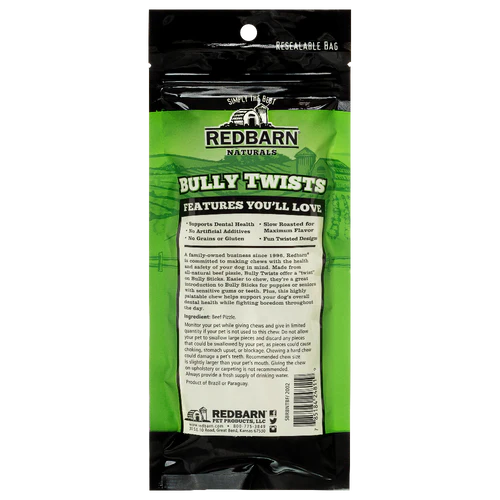 Resealable Bag
Simply the Best
REDBARN
NATURALS
BULLY TWISTS
FEATURES YOU'LL LOVE
• Supports Dental Health
• No Artificial Additives
• No Grains or Gluten
• Slow Roasted for
Maximum Flavor
• Fun Twisted Design
A family-owned business since 1996, Redbarn®
is committed to making chews with the health
and safety of your dog in mind. Made from
all-natural beef pizzle, Bully Twists offer a "twist"
on Bully Sticks. Easier to chew, they're a great
introduction to Bully Sticks for puppies or seniors
with sensitive gums or teeth. Plus, this highly
palatable chew helps support your dog's overall
dental health while fighting boredom throughout
the day.
Ingredient: Beef Pizzle.
Monitor your pet while giving chews and give in limited
quantity if your pet is not used to this chew. Do not allow
your pet to swallow large pieces and discard any pieces
that could be swallowed by your pet, as pieces could cause
choking, stomach upset, or blockage. Chewing a hard chew
could damage a pet's teeth. Recommended chew size
is slightly larger than your pet's mouth. Giving the chew
on upholstery or carpeting is not recommended.
Always provide a fresh supply of drinking water.
Product of Brazil or Paraguay.
REDBARN®
PET PRODUCTS, LLC
www.redbarn.com • 800-775-3849
Great Bend, Kansas 67530